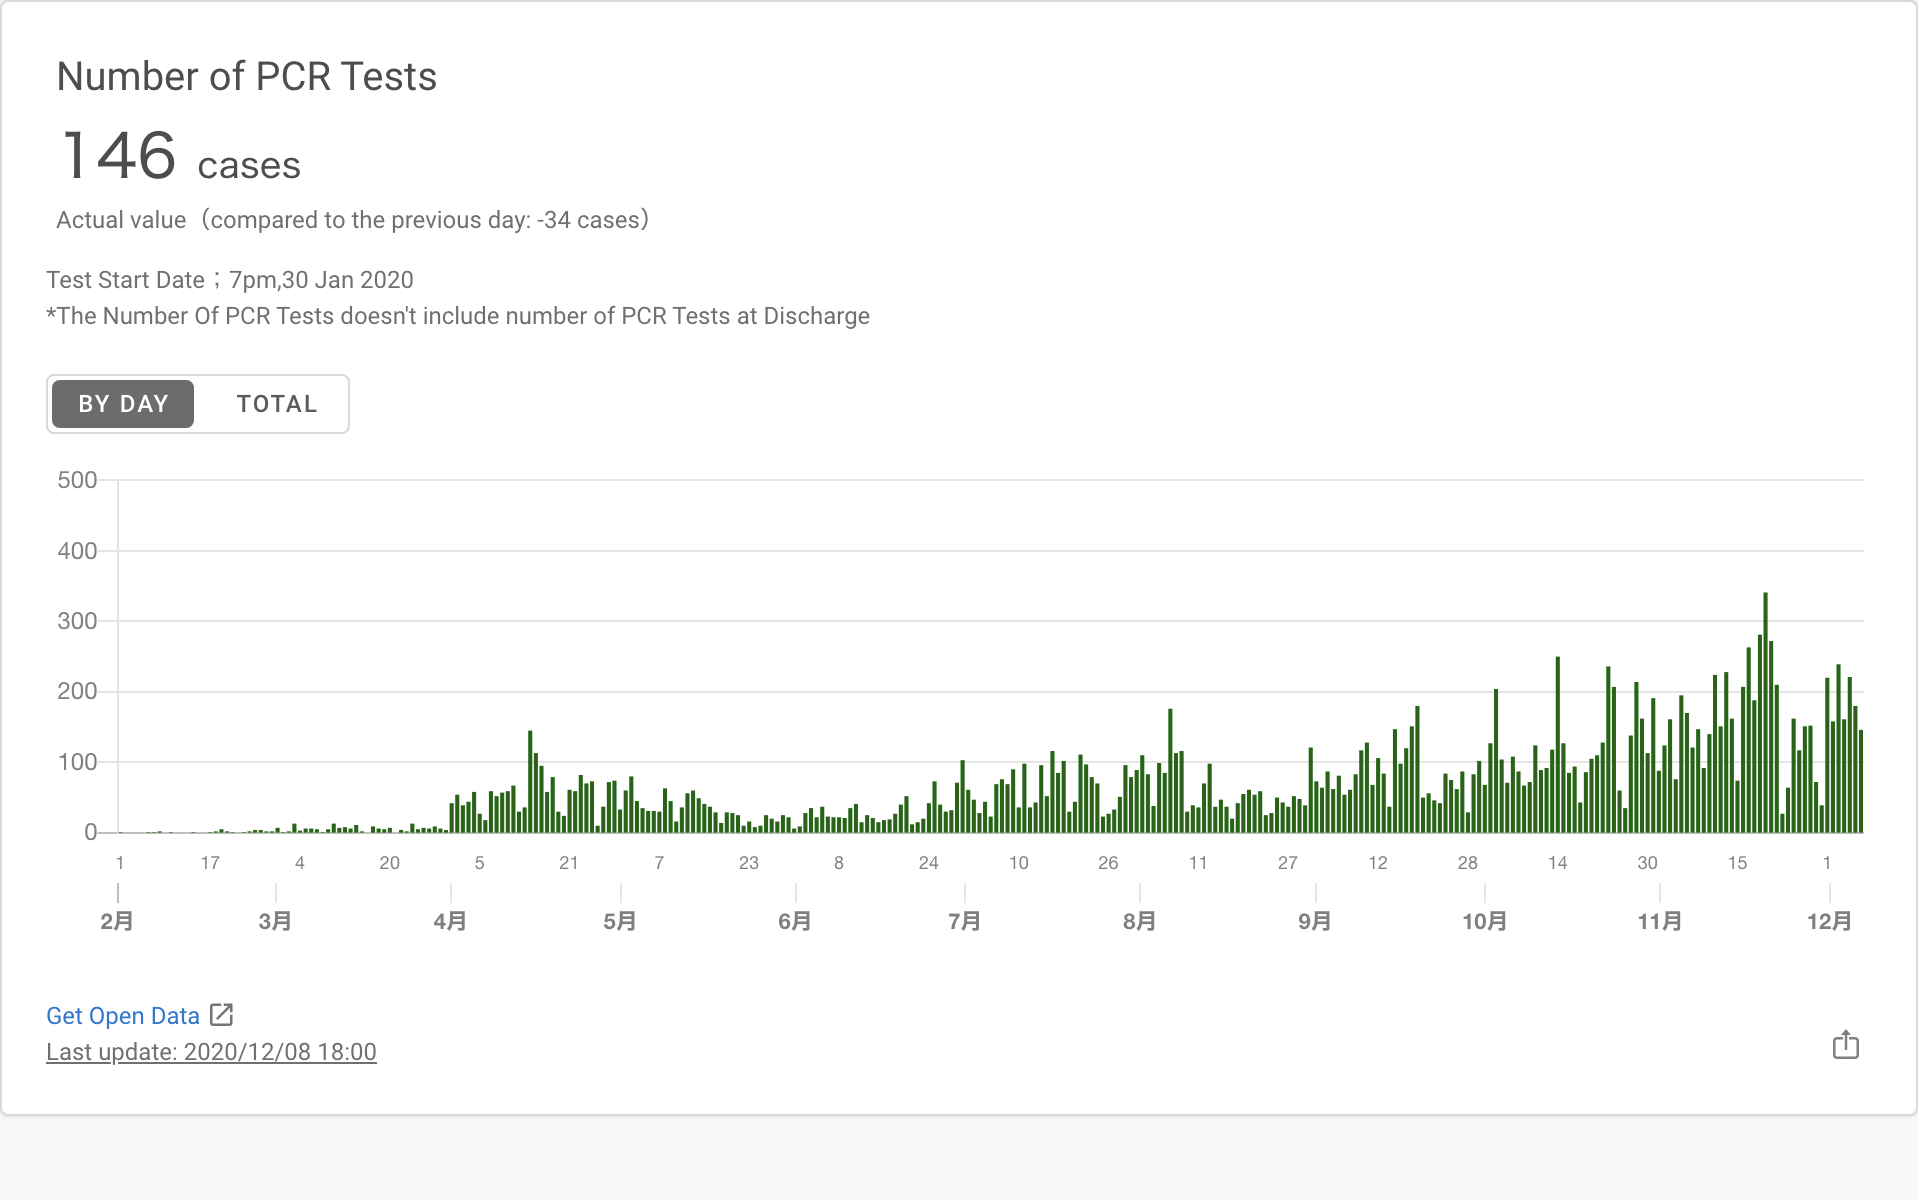 Number of PCR Tests
146 cases
Actual value（compared to the previous day: -34 cases）
Test Start Date；7pm,30 Jan 2020
*The Number Of PCR Tests doesn't include number of PCR Tests at Discharge
BY DAY TOTAL
500
400
300
200
100
0
1 17 4 20 5 21 7 23 8 24 10 26 11 27 12 28 14 30 15 1
2月 3月 4月 5月 6月 7月 8月 9月 10月 11月 12月
Get Open Data
Last update: 2020/12/08 18:00